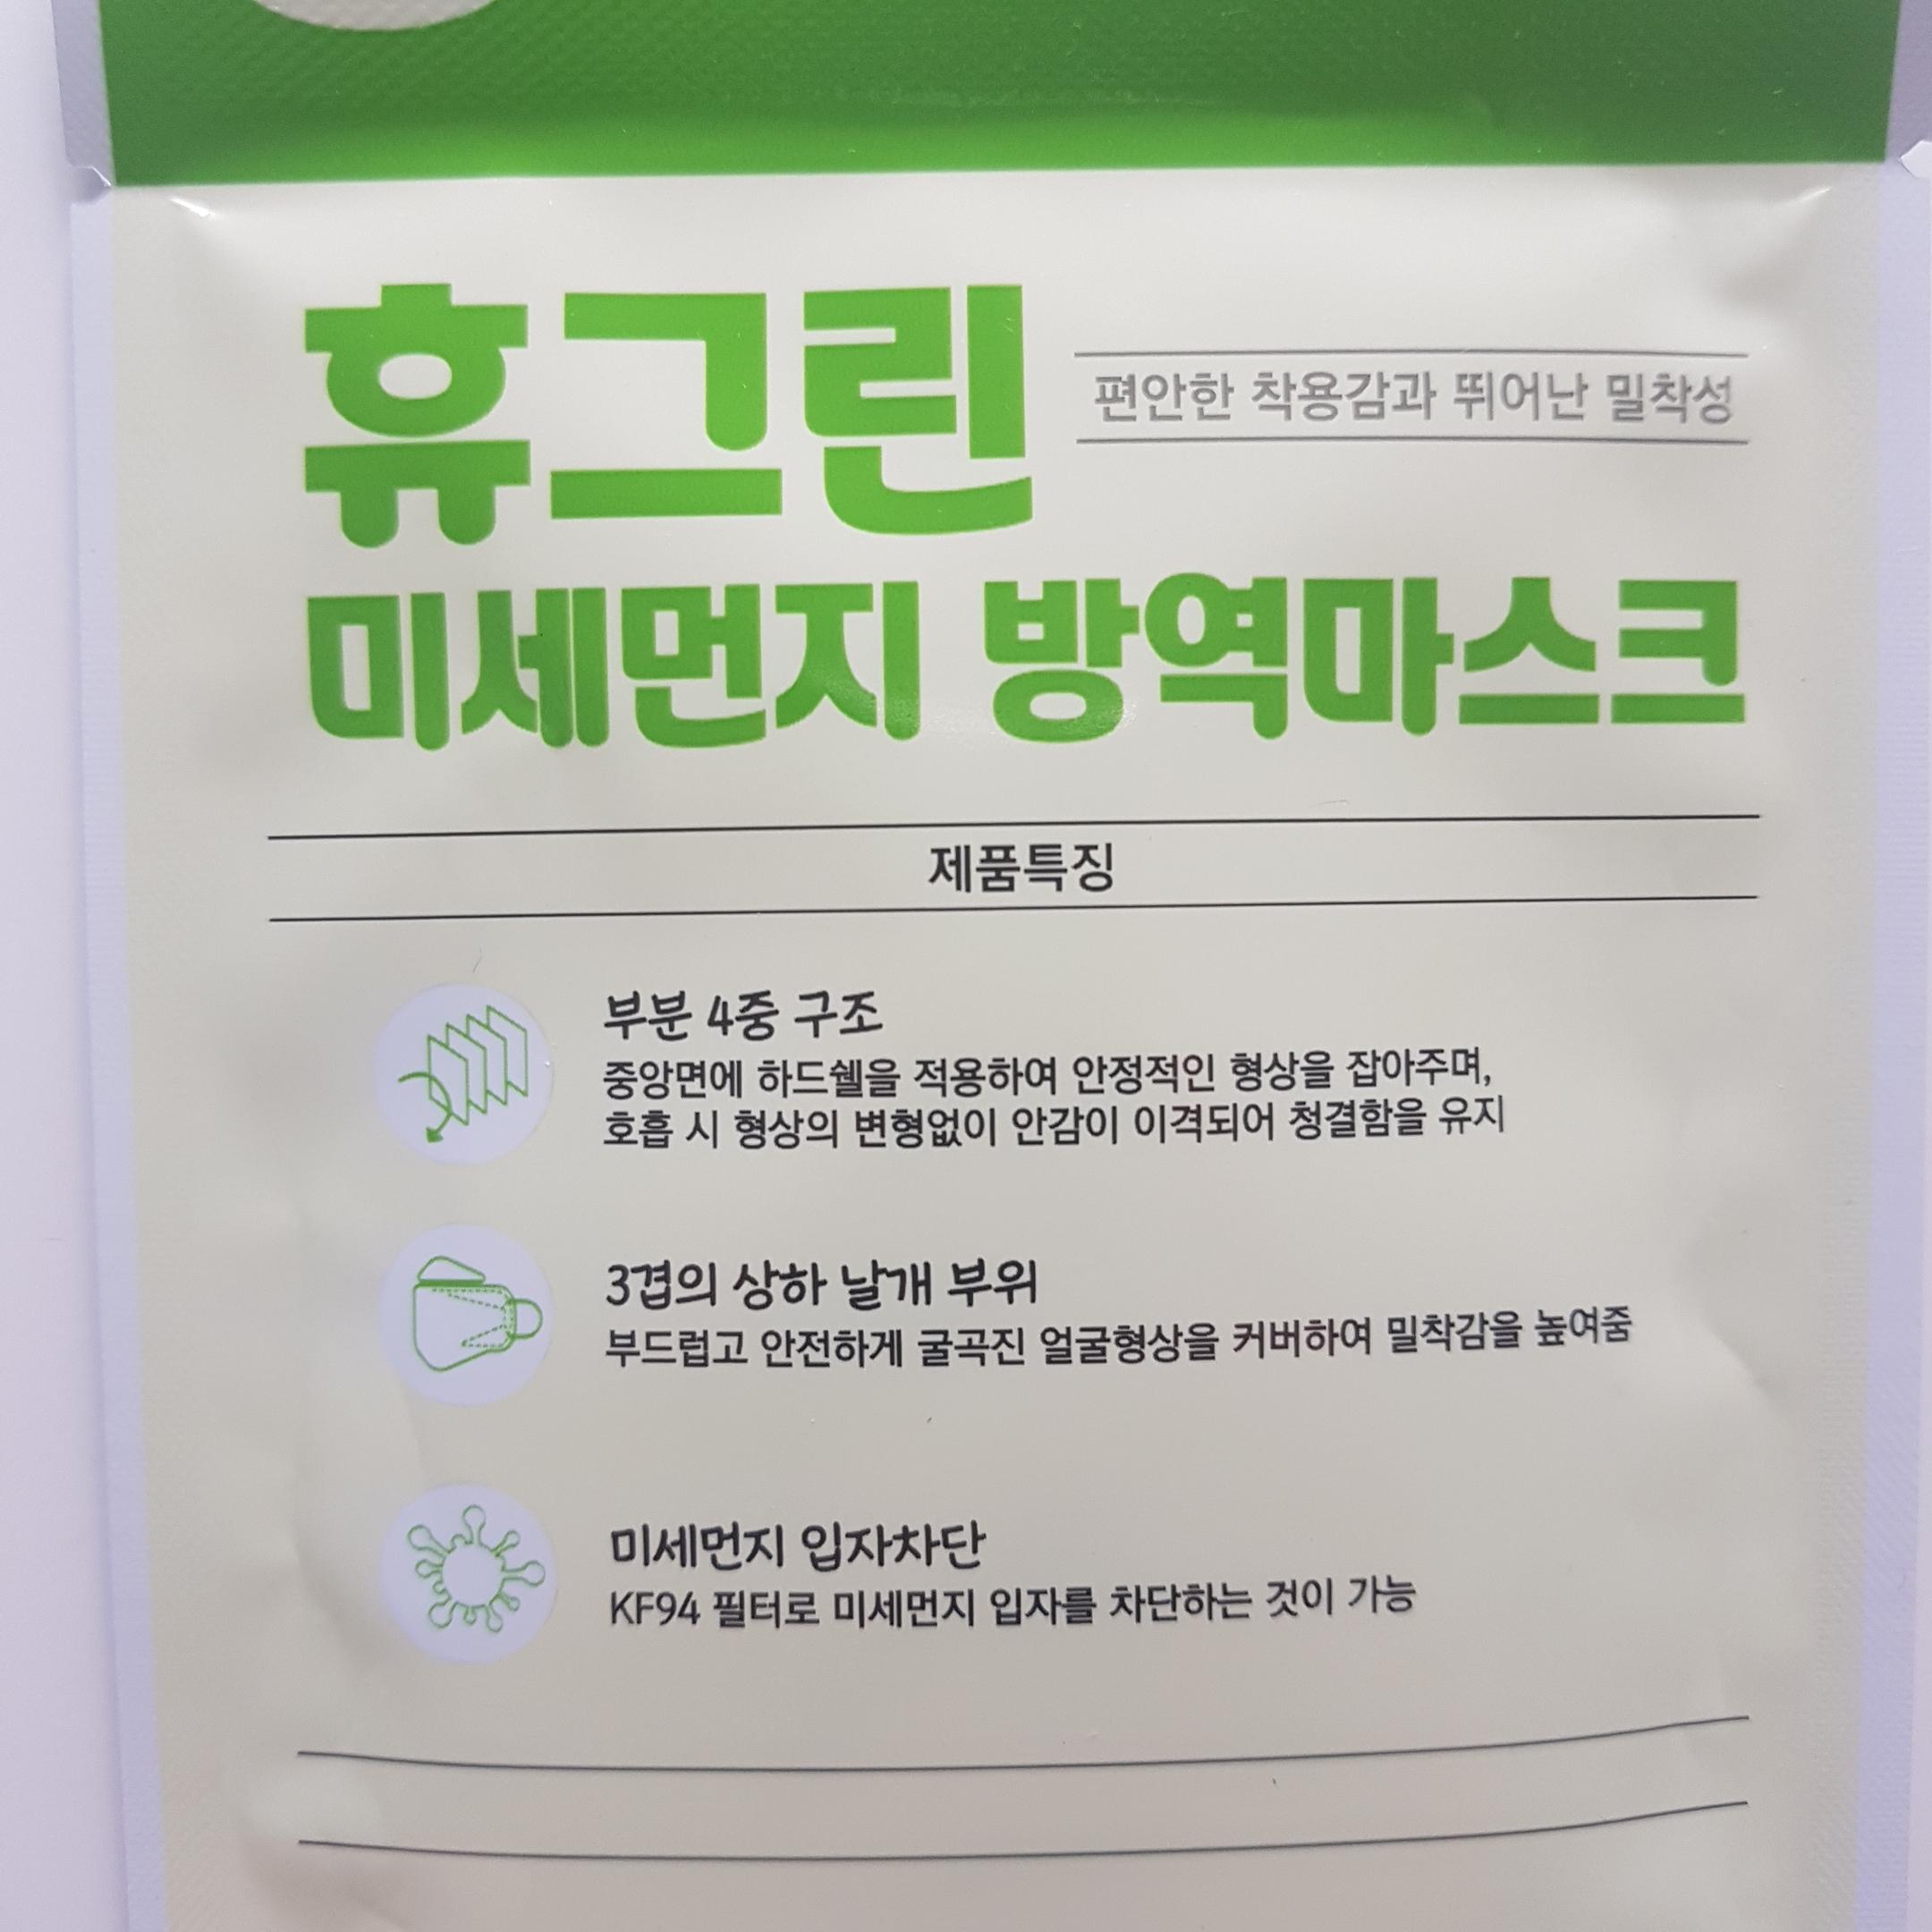 휴그린
편안한 착용감과 뛰어난 밀착성
미세먼지 방역마스크
제품특징
부분 4중 구조
중앙면에 하드쉘을 적용하여 안정적인 형상을 잡아주며,
호흡 시 형상의 변형없이 안감이 이격되어 청결함을 유지
3겹의 상하 날개 부위
부드럽고 안전하게 굴곡진 얼굴형상을 커버하여 밀착감을 높여줌
미세먼지 입자차단
KF94 필터로 미세먼지 입자를 차단하는 것이 가능